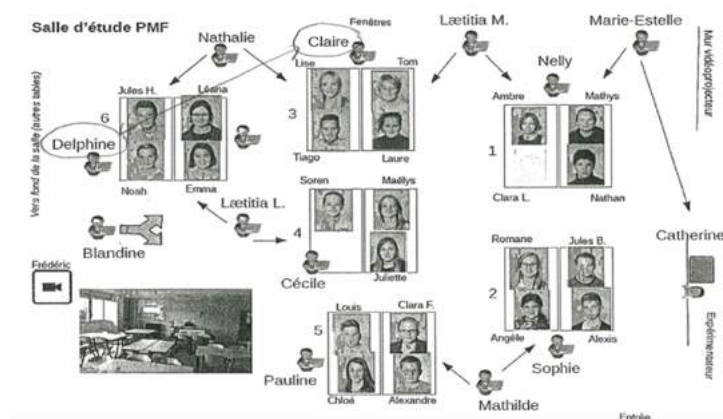 Salle d'étude PMF
Nathalie
Claire
Fenêtres
Lætitia M.
Marie-Estelle
Mur vidéoprojecteur
Jules H.
Léana
Lise
Tom
Nelly
Ambre
Mathys
6
3
1
Delphine
Vers fond de la salle (autres tables)
Noah
Emma
Tiago
Laure
Clara L.
Nathan
Soren
Maëlys
Lætitia L.
4
Blandine
Cécile
Juliette
Romane
Jules B.
Catherine
2
Frédéric
Louis
Clara F.
5
Angèle
Alexis
Expérimentateur
Sophie
Pauline
Chloé
Alexandre
Mathilde